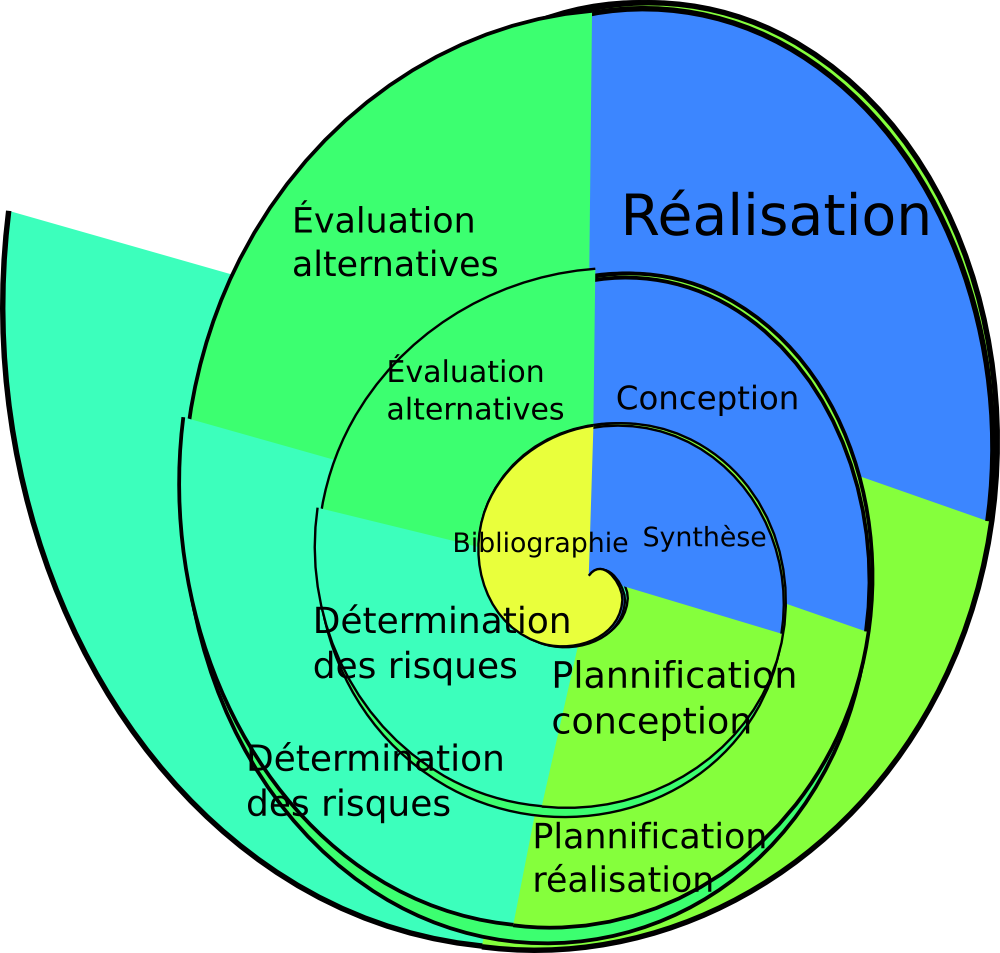 Réalisation
Évaluation
alternatives
Évaluation
alternatives
Conception
Bibliographie
Synthèse
Détermination
des risques
Plannification
conception
Détermination
des risques
Plannification
réalisation